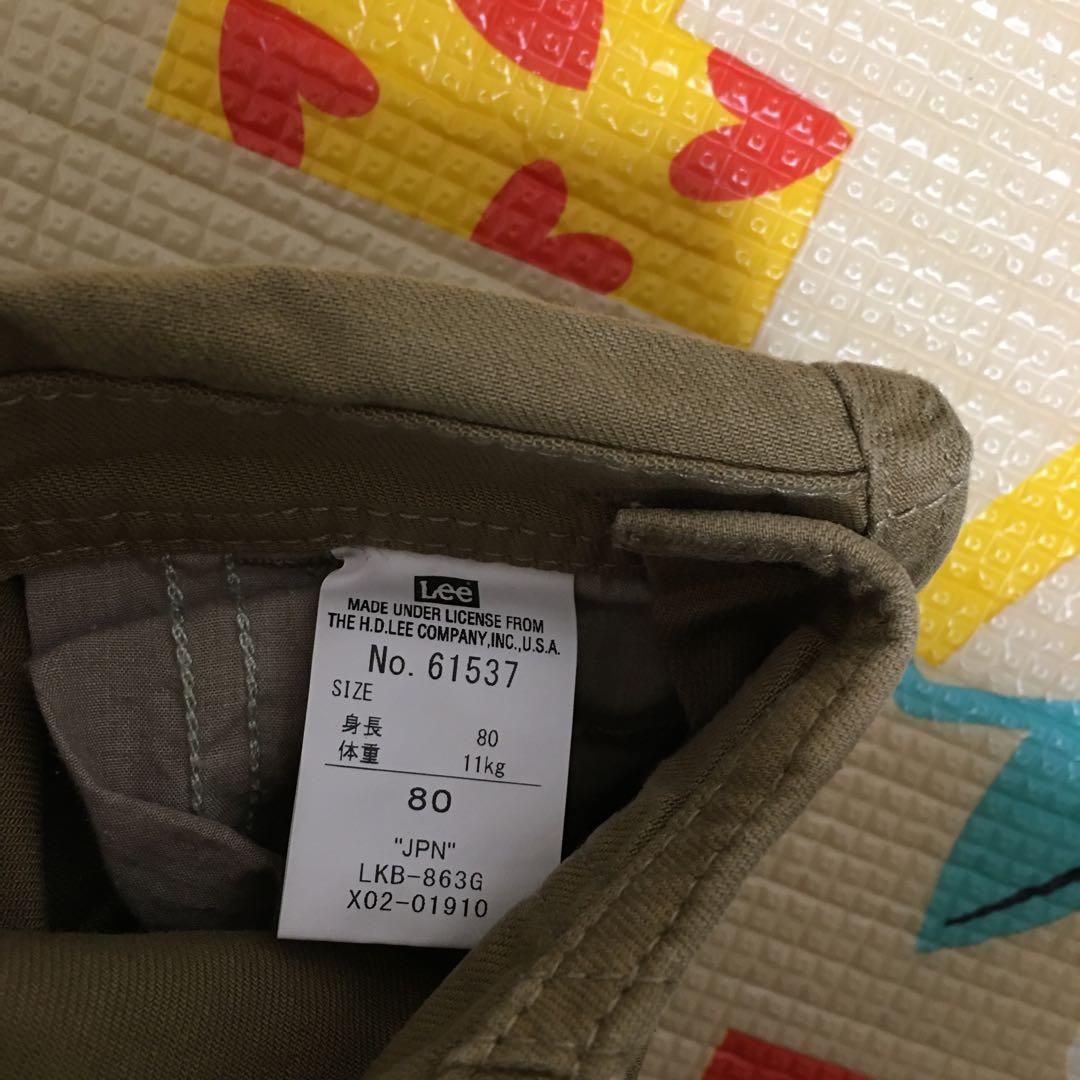 Lee
MADE UNDER LICENSE FROM
THE H.D.LEE COMPANY,INC.,U.S.A.
No. 61537
SIZE
身長 80
体重 11kg
80
"JPN"
LKB-863G
X02-01910